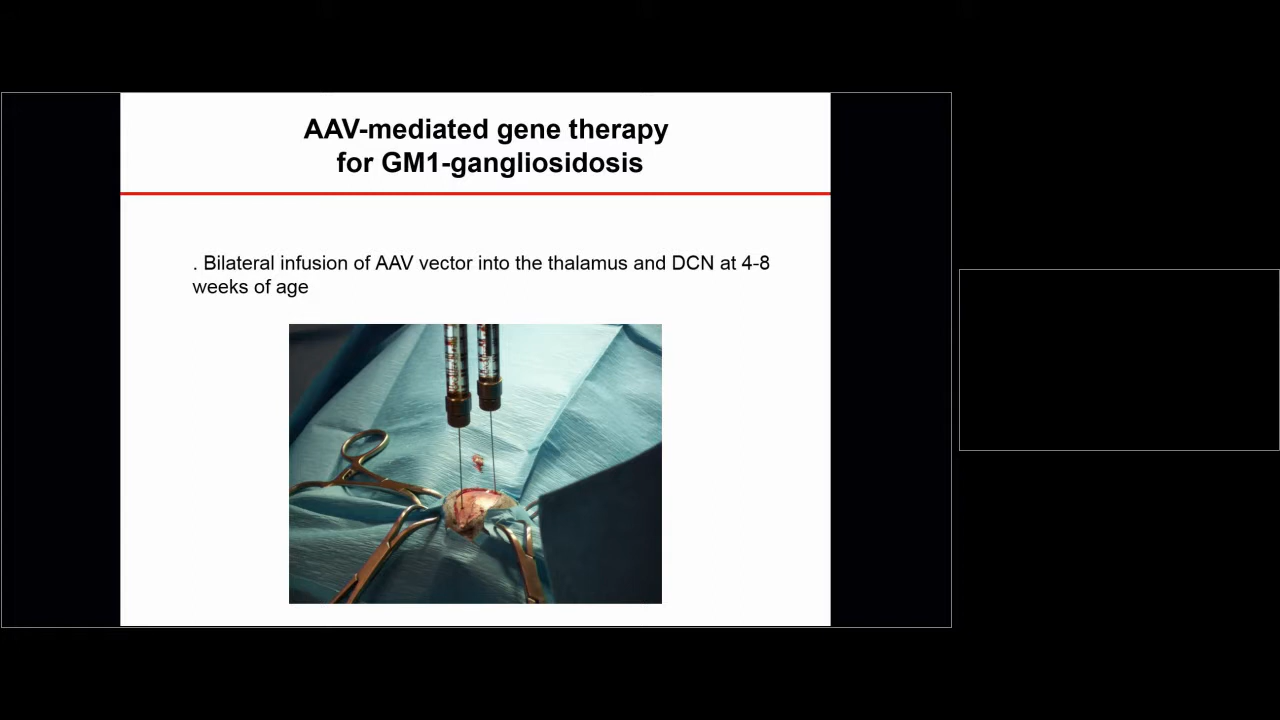 AAV-mediated gene therapy
for GM1-gangliosidosis
. Bilateral infusion of AAV vector into the thalamus and DCN at 4-8
weeks of age